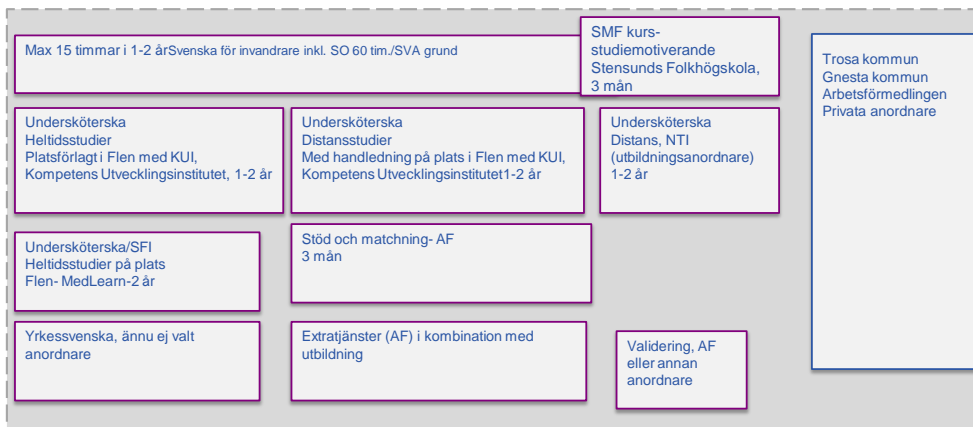 Max 15 timmar i 1-2 årSvenska för invandrare inkl. SO 60 tim./SVA grund
SMF kurs-
studiemotiverande
Stensunds Folkhögskola,
3 mån
Trosa kommun
Gnesta kommun
Arbetsförmedlingen
Privata anordnare
Undersköterska
Heltidsstudier
Platsförlagt i Flen med KUI,
Kompetens Utvecklingsinstitutet, 1-2 år
Undersköterska
Distansstudier
Med handledning på plats i Flen med KUI,
Kompetens Utvecklingsinstitutet1-2 år
Undersköterska
Distans, NTI
(utbildningsanordnare)
1-2 år
Undersköterska/SFI
Heltidsstudier på plats
Flen- MedLearn-2 år
Stöd och matchning- AF
3 mån
Yrkessvenska, ännu ej valt
anordnare
Extratjänster (AF) i kombination med
utbildning
Validering, AF
eller annan
anordnare